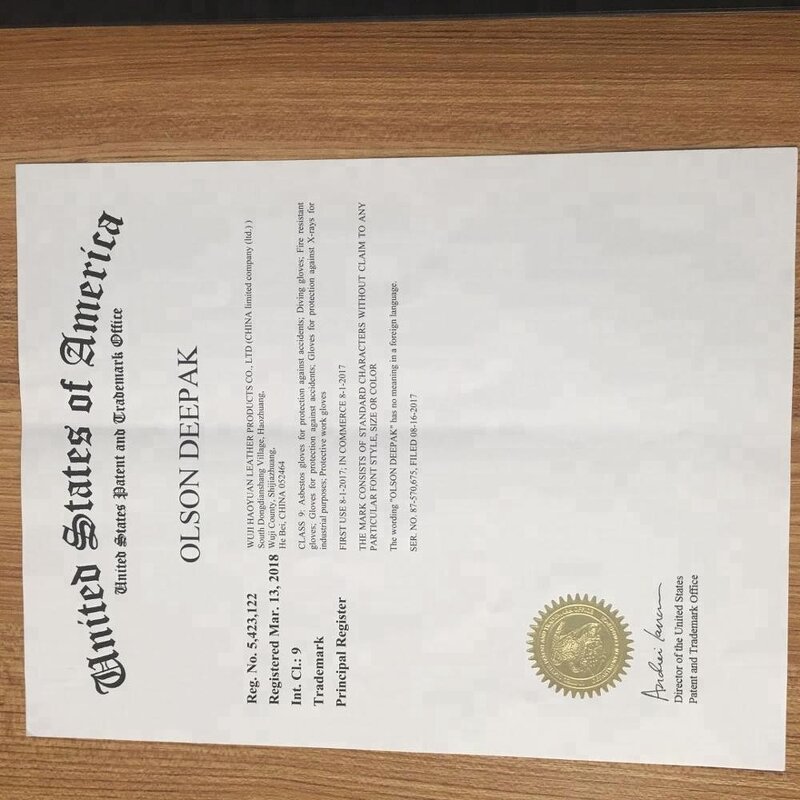 United States of America
United States Patent and Trademark Office
OLSON DEEPAK
Reg. No. 5,423,122
Registered Mar. 13, 2018
Int. Cl.: 9
Trademark
Principal Register
WUJI HAOYUAN LEATHER PRODUCTS CO., LTD (CHINA limited company (ltd.) )
South Dongdianshang Village, Haozhuang,
Wuji County, Shijiazhuang,
He Bei, CHINA 052464
CLASS 9: Asbestos gloves for protection against accidents; Diving gloves; Fire resistant
gloves; Gloves for protection against accidents; Gloves for protection against X-rays for
industrial purposes; Protective work gloves
FIRST USE 8-1-2017; IN COMMERCE 8-1-2017
THE MARK CONSISTS OF STANDARD CHARACTERS WITHOUT CLAIM TO ANY
PARTICULAR FONT STYLE, SIZE OR COLOR
The wording "OLSON DEEPAK" has no meaning in a foreign language.
SER. NO. 87-570,675, FILED 08-16-2017
Director of the United States
Patent and Trademark Office